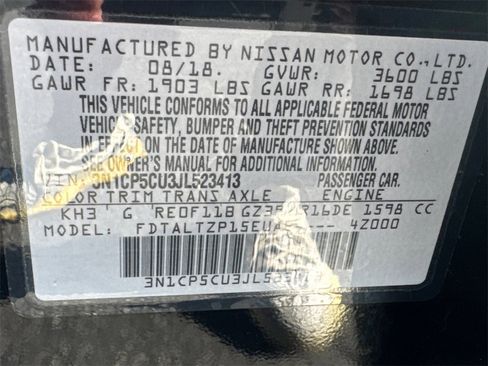 MANUFACTURED BY NISSAN MOTOR CO., LTD.
DATE: 08/18. GVWR: 3600 LBS
GAWR FR: 1903 LBS GAWR RR: 1698 LBS
THIS VEHICLE CONFORMS TO ALL APPLICABLE FEDERAL MOTOR
VEHICLE SAFETY, BUMPER AND THEFT PREVENTION STANDARDS
IN EFFECT ON THE DATE OF MANUFACTURE SHOWN ABOVE.
SEE OWNER'S MANUAL FOR ADDITIONAL INFORMATION
VIN: 3N1CP5CU3JL523413 PASSENGER CAR.
COLOR TRIM TRANS AXLE ENGINE
KH3 G RE0F11B 1598 CC
MODEL: 42000